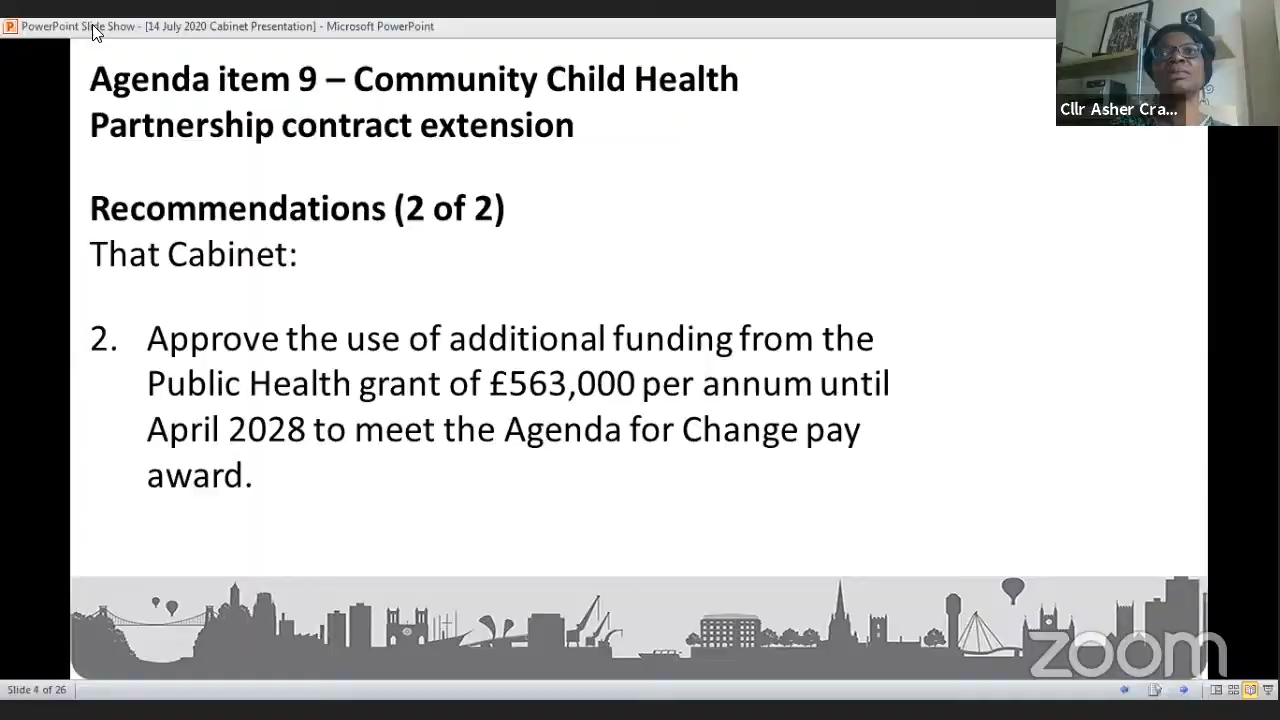 PowerPoint Slide Show - [14 July 2020 Cabinet Presentation] - Microsoft PowerPoint
Cllr Asher Cra...
Agenda item 9 – Community Child Health
Partnership contract extension
Recommendations (2 of 2)
That Cabinet:
2. Approve the use of additional funding from the
Public Health grant of £563,000 per annum until
April 2028 to meet the Agenda for Change pay
award.
zoom
Slide 4 of 26